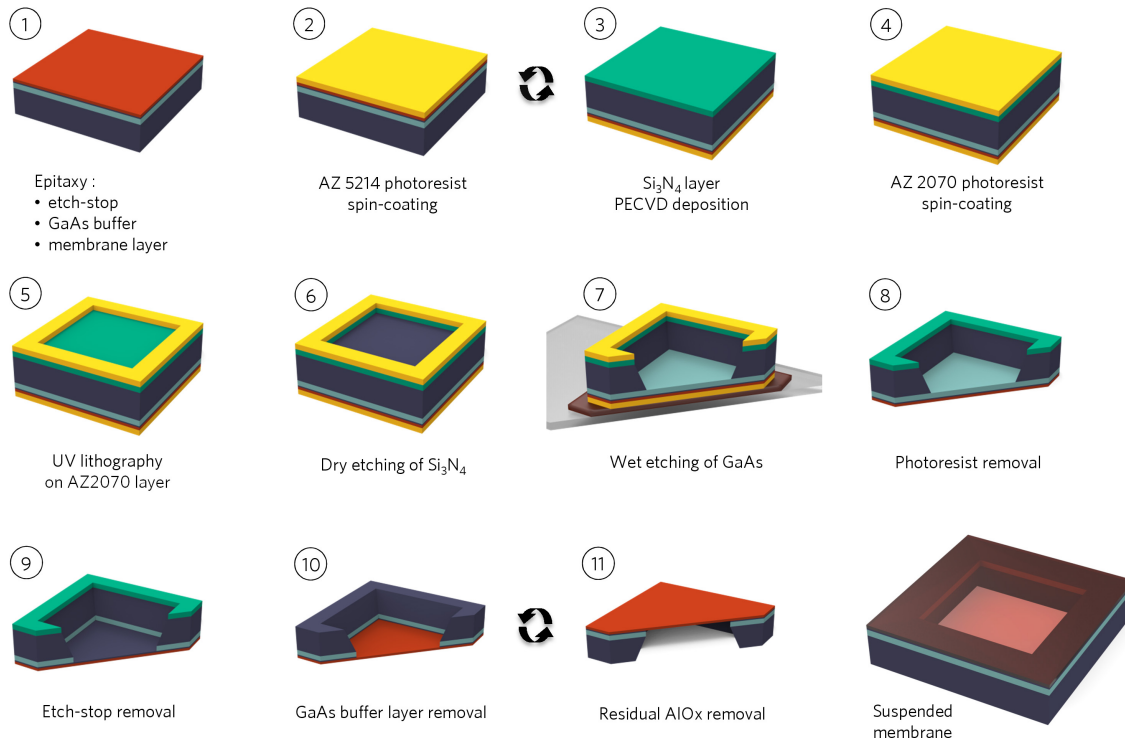 1
2
3
4
Epitaxy :
• etch-stop
• GaAs buffer
• membrane layer
AZ 5214 photoresist
spin-coating
Si₃N₄ layer
PECVD deposition
AZ 2070 photoresist
spin-coating
5
6
7
8
UV lithography
on AZ2070 layer
Dry etching of Si₃N₄
Wet etching of GaAs
Photoresist removal
9
10
11
Etch-stop removal
GaAs buffer layer removal
Residual AlOx removal
Suspended
membrane